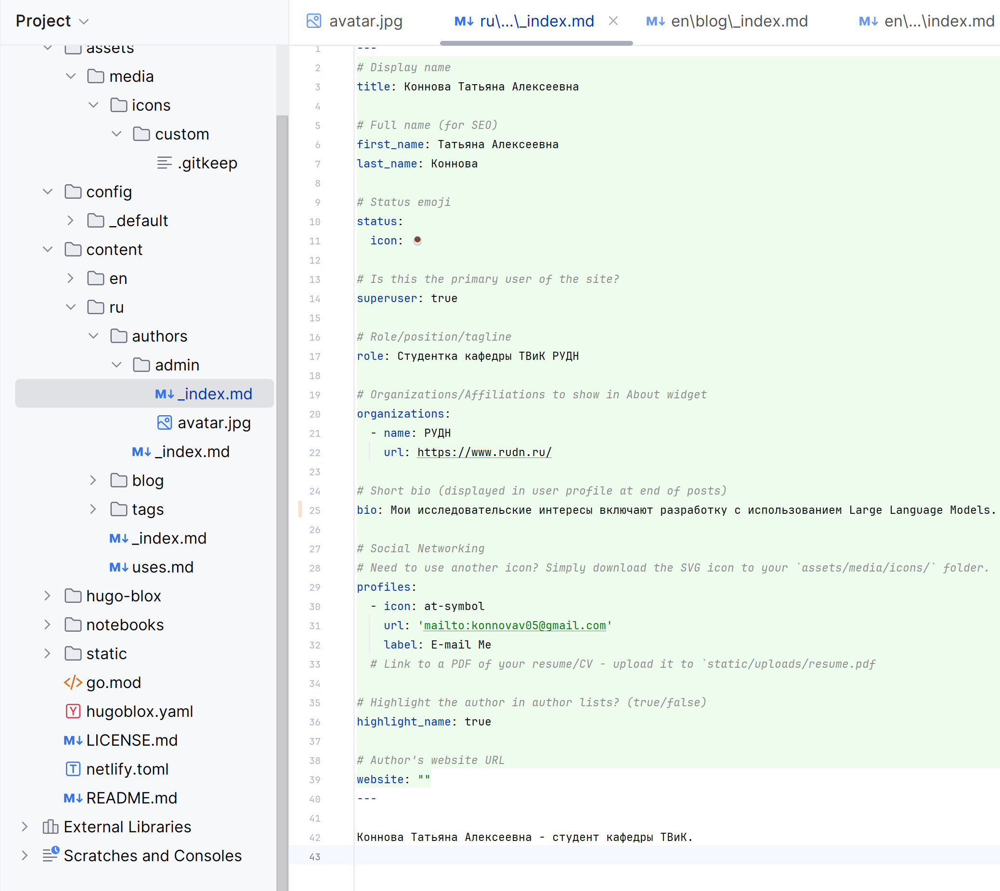 Project
assets
media
icons
custom
.gitkeep
config
_default
content
en
ru
authors
admin
M↓ _index.md
avatar.jpg
M↓ _index.md
blog
tags
M↓ _index.md
M↓ uses.md
hugo-blox
notebooks
static
</> go.mod
Y hugoblox.yaml
M↓ LICENSE.md
T netlify.toml
M↓ README.md
External Libraries
Scratches and Consoles
avatar.jpg M↓ ru\...\_index.md × M↓ en\blog\_index.md M↓ en\...\index.md
1 ---
2 # Display name
3 title: Коннова Татьяна Алексеевна
4
5 # Full name (for SEO)
6 first_name: Татьяна Алексеевна
7 last_name: Коннова
8
9 # Status emoji
10 status:
11 icon: ☕
12
13 # Is this the primary user of the site?
14 superuser: true
15
16 # Role/position/tagline
17 role: Студентка кафедры ТВиК РУДН
18
19 # Organizations/Affiliations to show in About widget
20 organizations:
21 - name: РУДН
22 url: https://www.rudn.ru/
23
24 # Short bio (displayed in user profile at end of posts)
25 bio: Мои исследовательские интересы включают разработку с использованием Large Language Models.
26
27 # Social Networking
28 # Need to use another icon? Simply download the SVG icon to your `assets/media/icons/` folder.
29 profiles:
30 - icon: at-symbol
31 url: 'mailto:konnovav05@gmail.com'
32 label: E-mail Me
33 # Link to a PDF of your resume/CV - upload it to `static/uploads/resume.pdf
34
35 # Highlight the author in author lists? (true/false)
36 highlight_name: true
37
38 # Author's website URL
39 website: ""
40 ---
41
42 Коннова Татьяна Алексеевна - студент кафедры ТВиК.
43